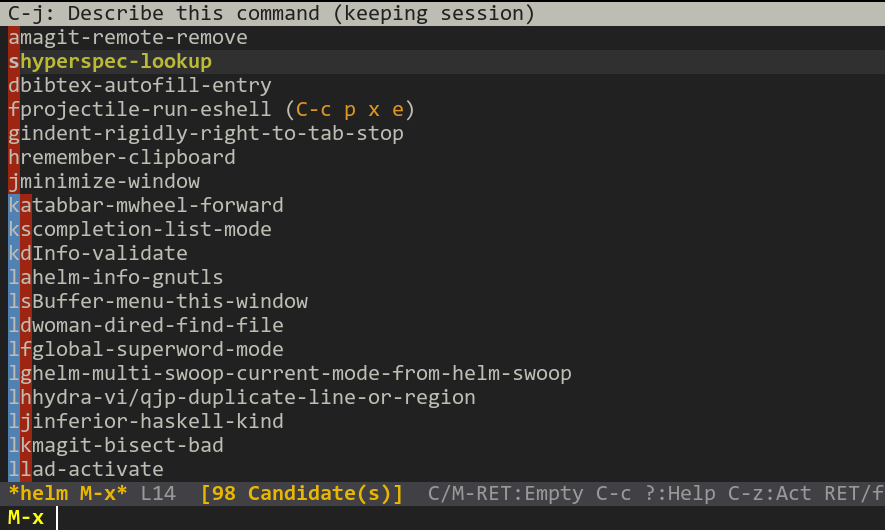 C-j: Describe this command (keeping session)
amagit-remote-remove
shyperspec-lookup
dbibtex-autofill-entry
fprojectile-run-eshell (C-c p x e)
gindent-rigidly-right-to-tab-stop
hremember-clipboard
jminimize-window
katabbar-mwheel-forward
kscompletion-list-mode
kdInfo-validate
lahelm-info-gnutls
lsBuffer-menu-this-window
ldwoman-dired-find-file
lfglobal-superword-mode
lghelm-multi-swoop-current-mode-from-helm-swoop
lhhydra-vi/qjp-duplicate-line-or-region
ljinferior-haskell-kind
lkmagit-bisect-bad
llad-activate
*helm M-x* L14 [98 Candidate(s)] C/M-RET:Empty C-c ?:Help C-z:Act RET/f
M-x